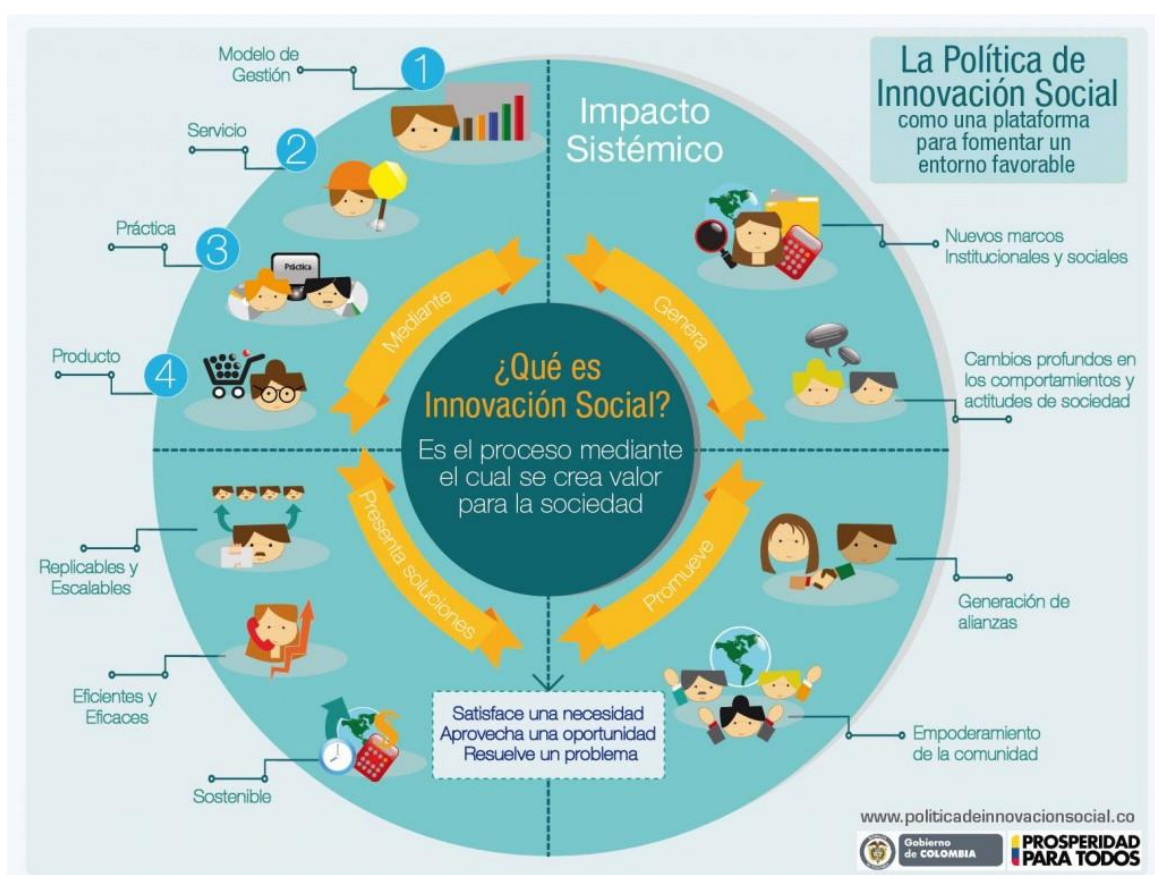 La Política de
Innovación Social
como una plataforma
para fomentar un
entorno favorable
Modelo de
Gestión
1
Servicio
2
Práctica
3
Práctica
Producto
4
Impacto
Sistémico
Nuevos marcos
Institucionales y sociales
Cambios profundos en
los comportamientos y
actitudes de sociedad
Mediante
Genera
¿Qué es
Innovación Social?
Es el proceso mediante
el cual se crea valor
para la sociedad
Presenta soluciones
Promueve
Replicables y
Escalables
Eficientes y
Eficaces
Sostenible
Generación de
alianzas
Empoderamiento
de la comunidad
Satisface una necesidad
Aprovecha una oportunidad
Resuelve un problema
www.politicadeinnovacionsocial.co
Gobierno
de COLOMBIA
PROSPERIDAD
PARA TODOS